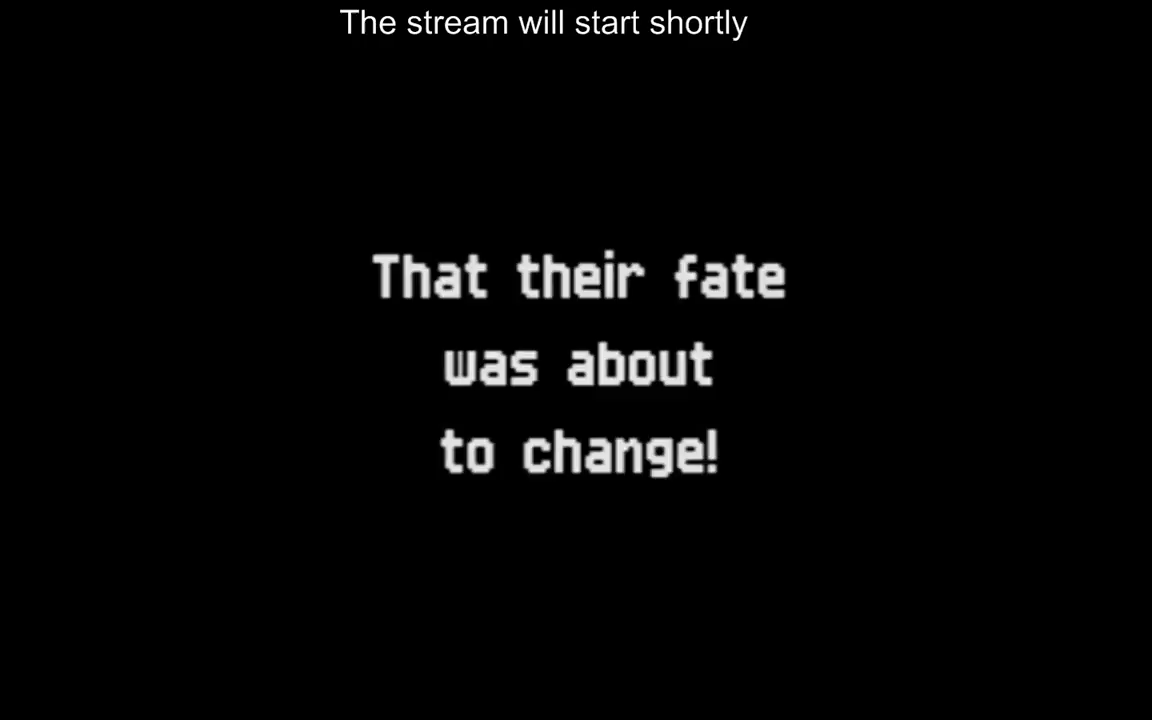 The stream will start shortly
That their fate
was about
to change!